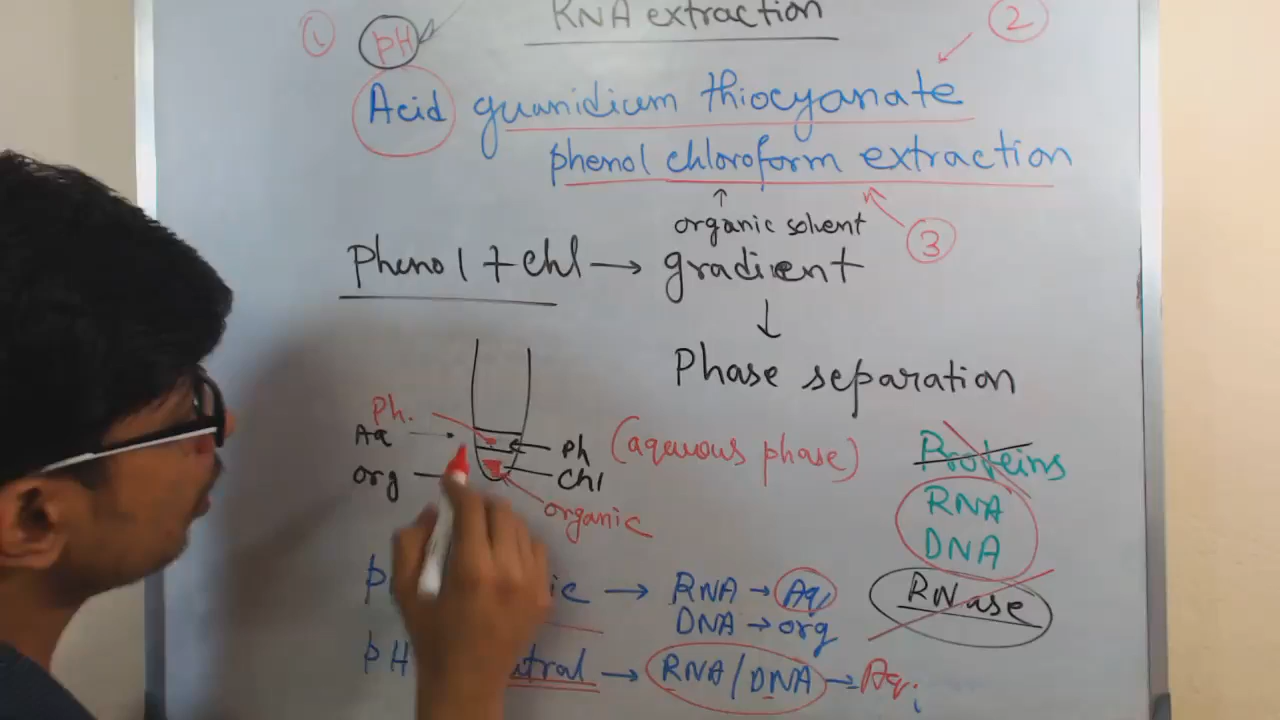 RNA extraction
1 pH 2
Acid guanidium thiocyanate
phenol chloroform extraction
organic solvent 3
Phenol + chl → gradient
↓
Phase separation
Ph.
Aq
org
Ph (aqueous phase)
Chl
organic
Proteins
RNA
DNA
RNase
→ RNA → Aq
DNA → org
pH → RNA/DNA → Aq